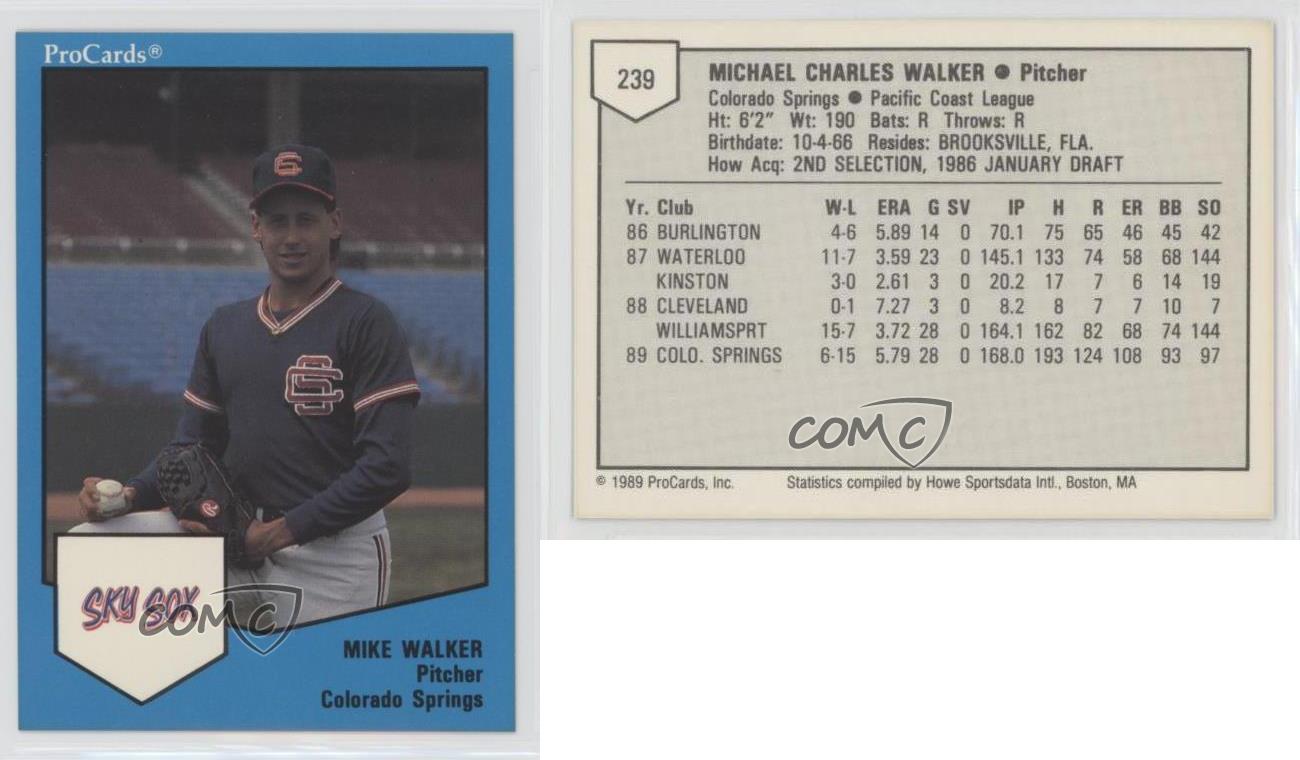 ProCards®
SKY SOX
COMC
MIKE WALKER
Pitcher
Colorado Springs
239
MICHAEL CHARLES WALKER ● Pitcher
Colorado Springs ● Pacific Coast League
Ht: 6'2" Wt: 190 Bats: R Throws: R
Birthdate: 10-4-66 Resides: BROOKSVILLE, FLA.
How Acq: 2ND SELECTION, 1986 JANUARY DRAFT
Yr. Club W-L ERA G SV IP H R ER BB SO
86 BURLINGTON 4-6 5.89 14 0 70.1 75 65 46 45 42
87 WATERLOO 11-7 3.59 23 0 145.1 133 74 58 68 144
KINSTON 3-0 2.61 3 0 20.2 17 7 6 14 19
88 CLEVELAND 0-1 7.27 3 0 8.2 8 7 7 10 7
WILLIAMSPRT 15-7 3.72 28 0 164.1 162 82 68 74 144
89 COLO. SPRINGS 6-15 5.79 28 0 168.0 193 124 108 93 97
COMC
© 1989 ProCards, Inc. Statistics compiled by Howe Sportsdata Intl., Boston, MA